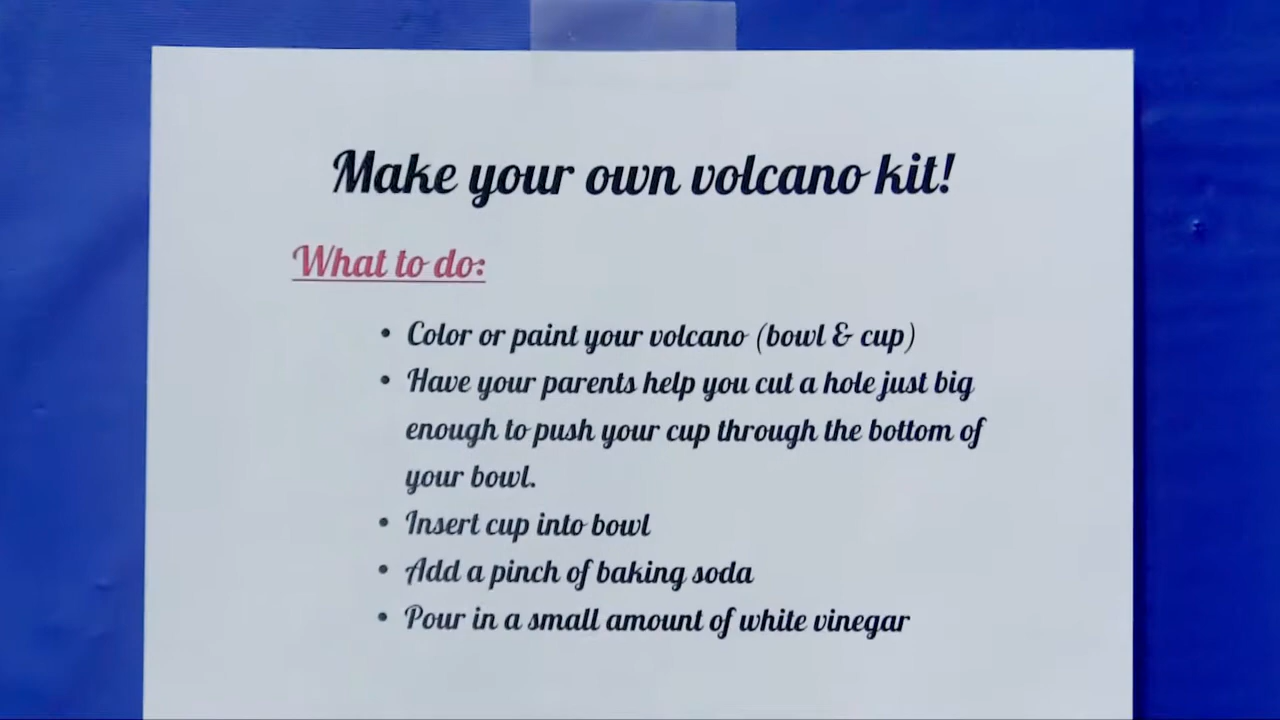 Make your own volcano kit!
What to do:
• Color or paint your volcano (bowl & cup)
• Have your parents help you cut a hole just big
enough to push your cup through the bottom of
your bowl.
• Insert cup into bowl
• Add a pinch of baking soda
• Pour in a small amount of white vinegar